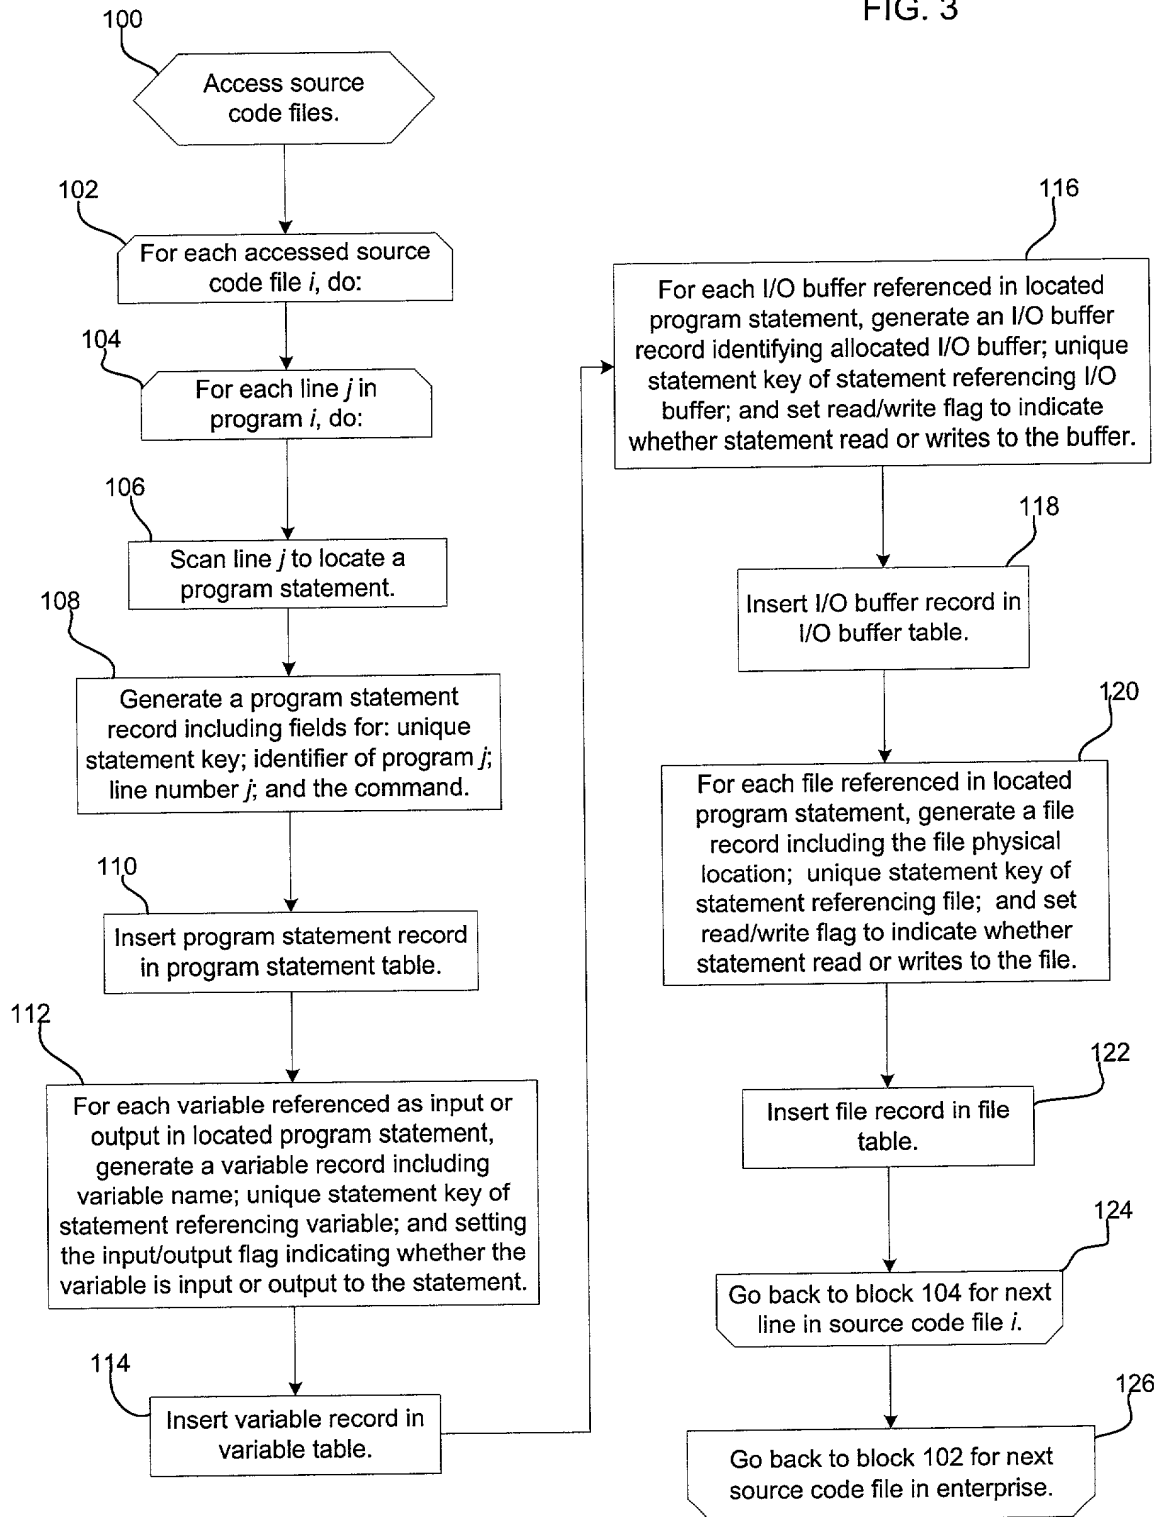 FIG. 3
100
Access source
code files.
102
For each accessed source
code file i, do:
104
For each line j in
program i, do:
106
Scan line j to locate a
program statement.
108
Generate a program statement
record including fields for: unique
statement key; identifier of program j;
line number j; and the command.
110
Insert program statement record
in program statement table.
112
For each variable referenced as input or
output in located program statement,
generate a variable record including
variable name; unique statement key of
statement referencing variable; and setting
the input/output flag indicating whether the
variable is input or output to the statement.
114
Insert variable record in
variable table.
116
For each I/O buffer referenced in located
program statement, generate an I/O buffer
record identifying allocated I/O buffer; unique
statement key of statement referencing I/O
buffer; and set read/write flag to indicate
whether statement read or writes to the buffer.
118
Insert I/O buffer record in
I/O buffer table.
120
For each file referenced in located
program statement, generate a file
record including the file physical
location; unique statement key of
statement referencing file; and set
read/write flag to indicate whether
statement read or writes to the file.
122
Insert file record in file
table.
124
Go back to block 104 for next
line in source code file i.
126
Go back to block 102 for next
source code file in enterprise.